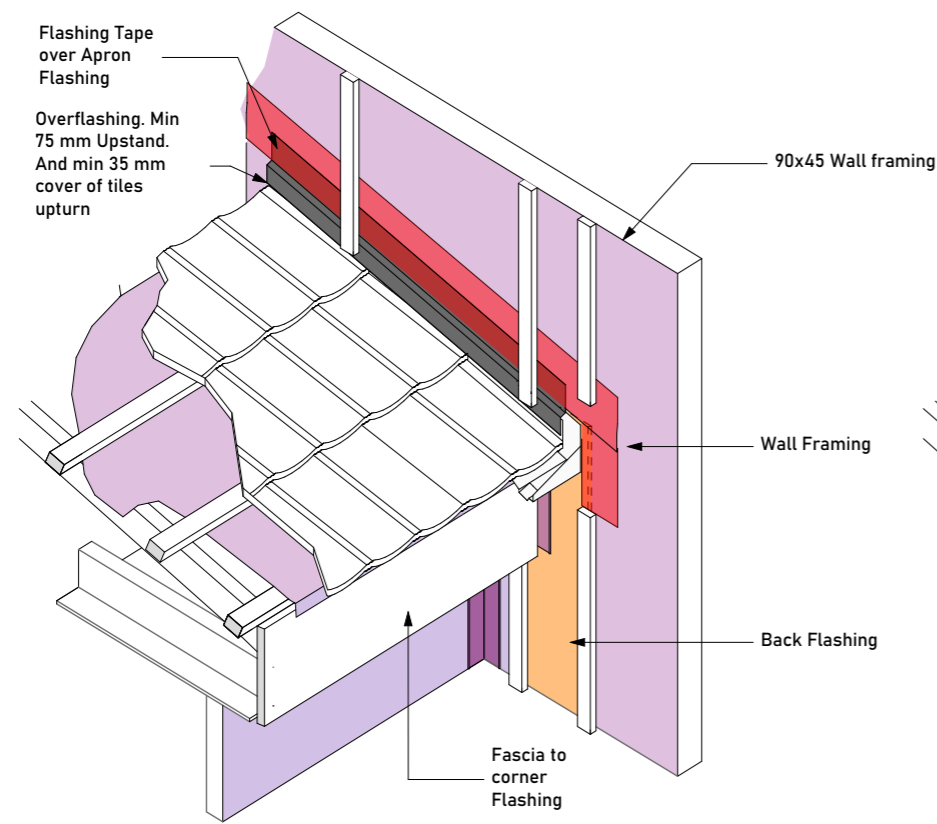 Flashing Tape
over Apron
Flashing
Overflashing. Min
75 mm Upstand.
And min 35 mm
cover of tiles
upturn
90x45 Wall framing
Wall Framing
Back Flashing
Fascia to
corner
Flashing